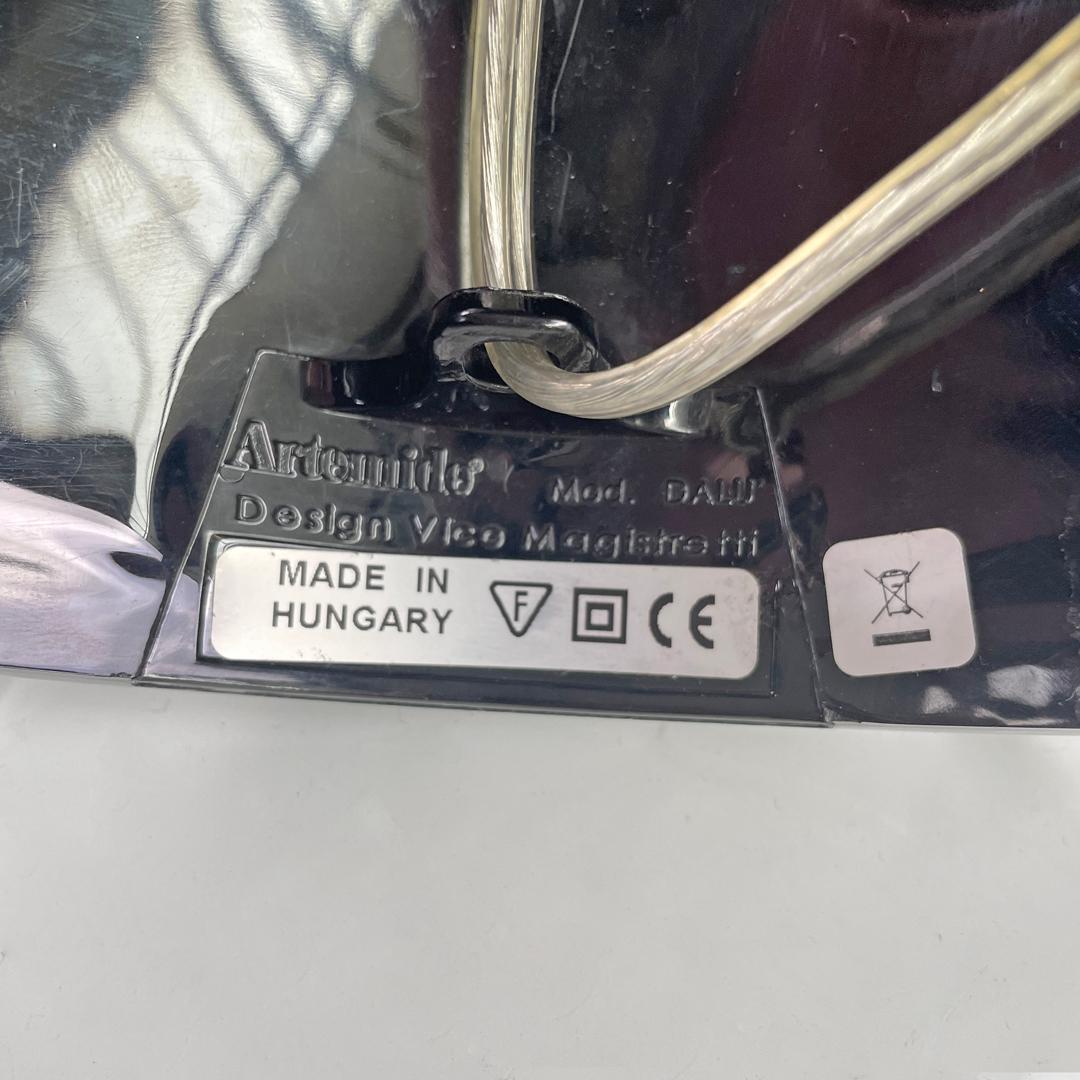 Artemide
Mod. DALU'
Design Vico Magistretti
MADE IN
HUNGARY
F
CE